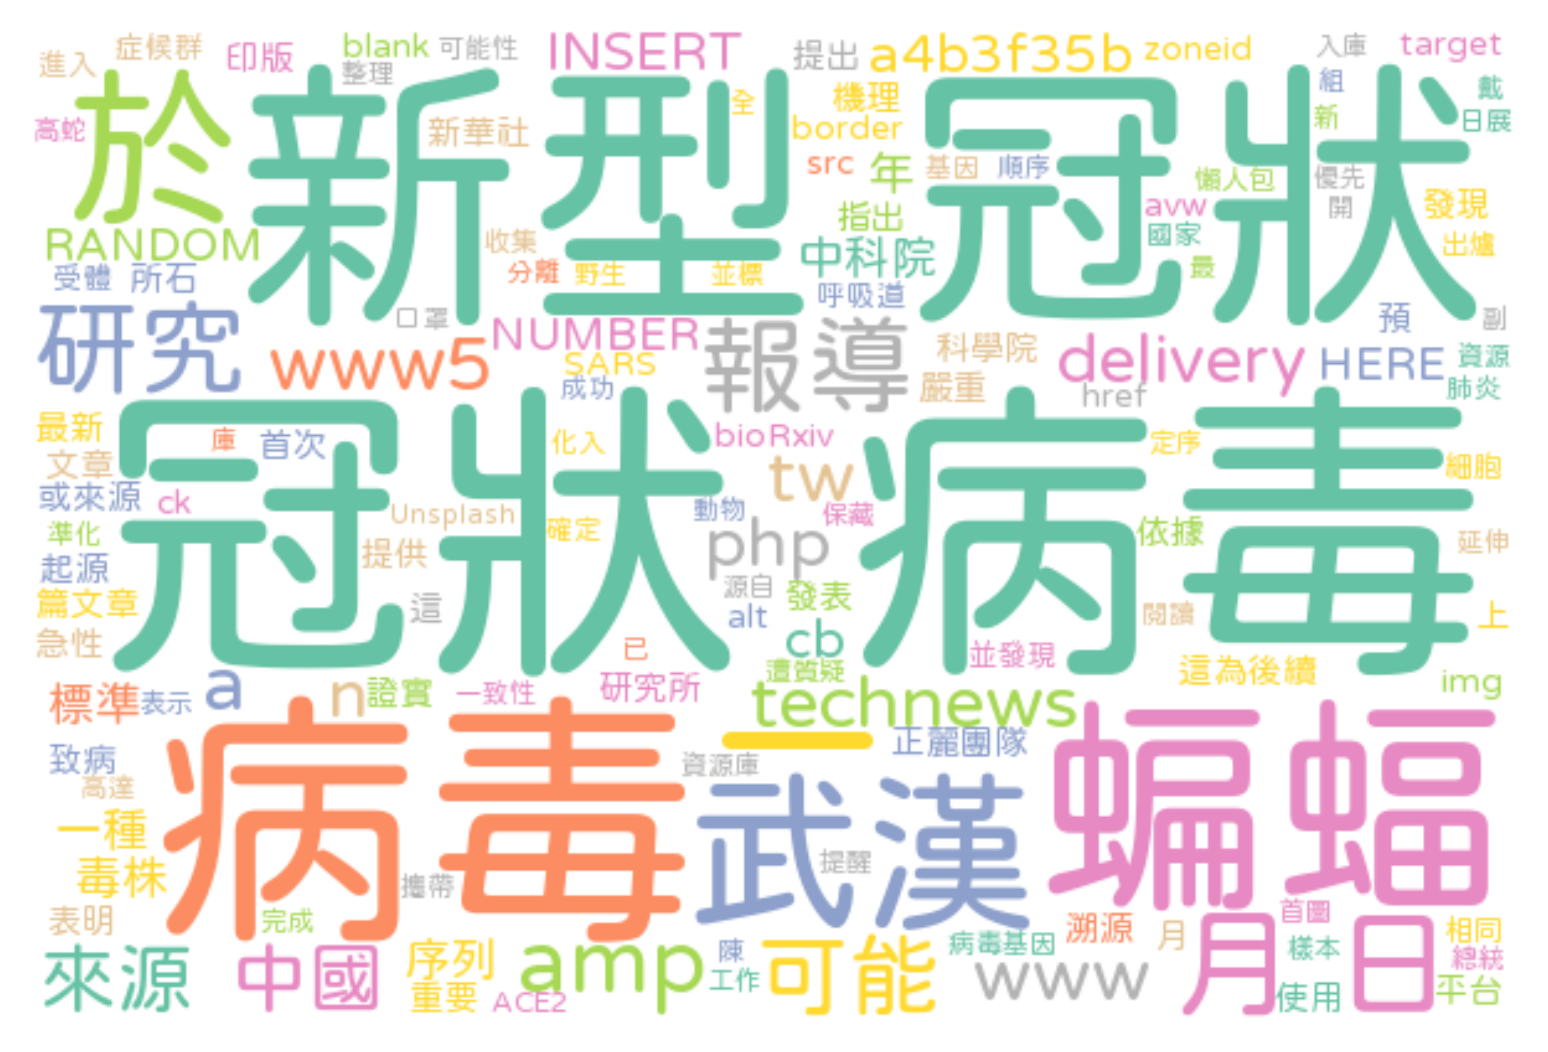 進入 症候群 印版 blank 可能性 INSERT 提出 a4b3f35b zoneid 入庫 target
整理 機理 組 戴
高蛇 於 新型 全 border 冠狀 新 日展
新華社 src 年 基因 順序 懶人包 優先
指出 avw 開 發現
RANDOM 收集 中科院 國家 出爐
受體 所石 分離 野生 並標 呼吸道 最
研究 口罩 NUMBER 報導 科學院 預 副
www5 SARS 成功 嚴重 delivery HERE 資源
href 肺炎
最新 庫 首次 冠狀 化入 bioRxiv 病毒 定序
文章 tw 細胞
或來源 ck Unsplash 動物 保藏
準化 提供 確定 php 依據 延伸
起源 源自
篇文章 這 alt 發表 閱讀 上
急性 已 cb 並發現
遭質疑 這為後續
標準 表示 a n 證實 一致性 研究所 technews img
致病 病毒 一 正麗團隊 蝙蝠
高達 資源庫
一種 武漢
毒株 攜帶 提醒
表明 完成 病毒基因 溯源 月 首圖 相同
來源 中國 序列 amp 陳 可能 www 月日 樣本 總統
重要 ACE2 工作 使用 平台